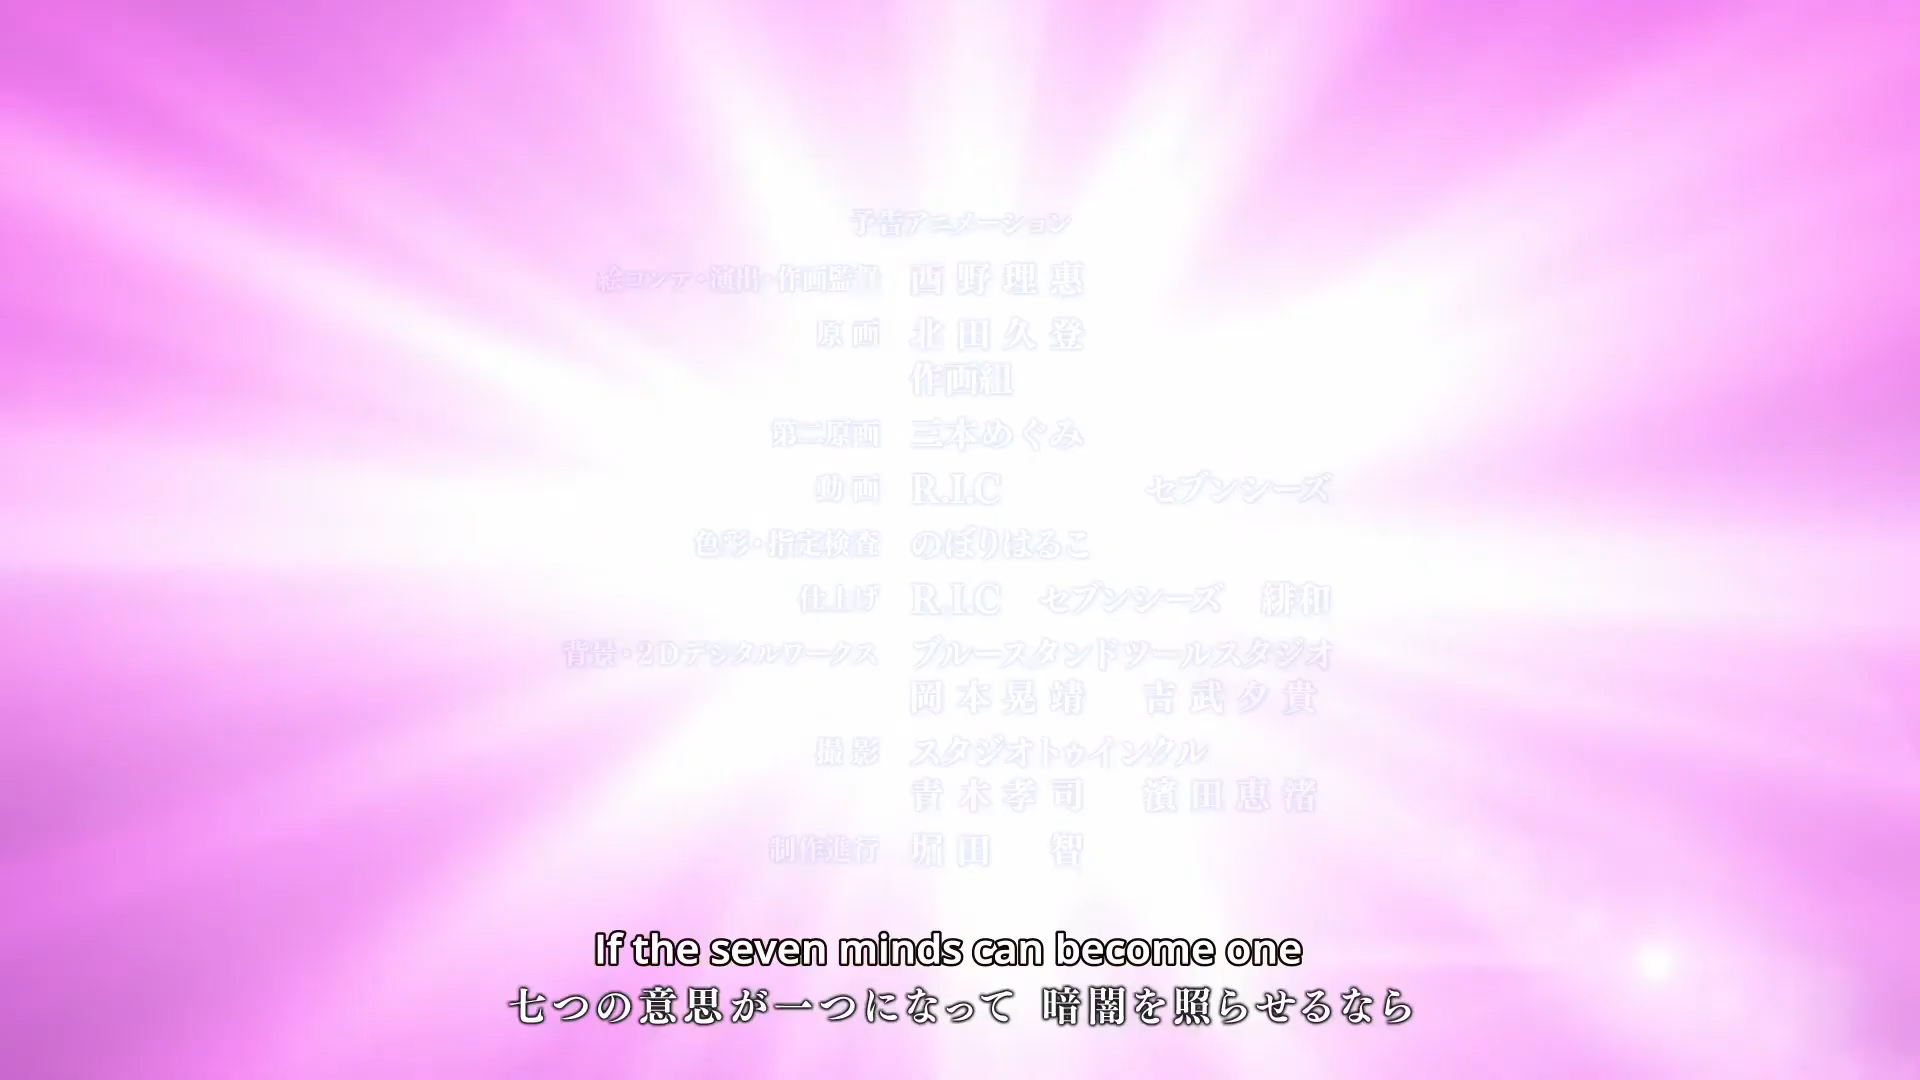 予告アニメーション
絵コンテ・演出・作画監督 西野理惠
原画 北田久登
作画組
第二原画 三本めぐみ
動画 R.I.C セブンシーズ
色彩・指定検査 のぼりはるこ
仕上げ R.I.C セブンシーズ 緋和
背景・2Dデジタルワークス ブルースタンドツールスタジオ
岡本晃靖 吉武夕貴
撮影 スタジオトゥインクル
青木孝司 濱田恵渚
制作進行 堀田 智
If the seven minds can become one
七つの意思が一つになって 暗闇を照らせるなら